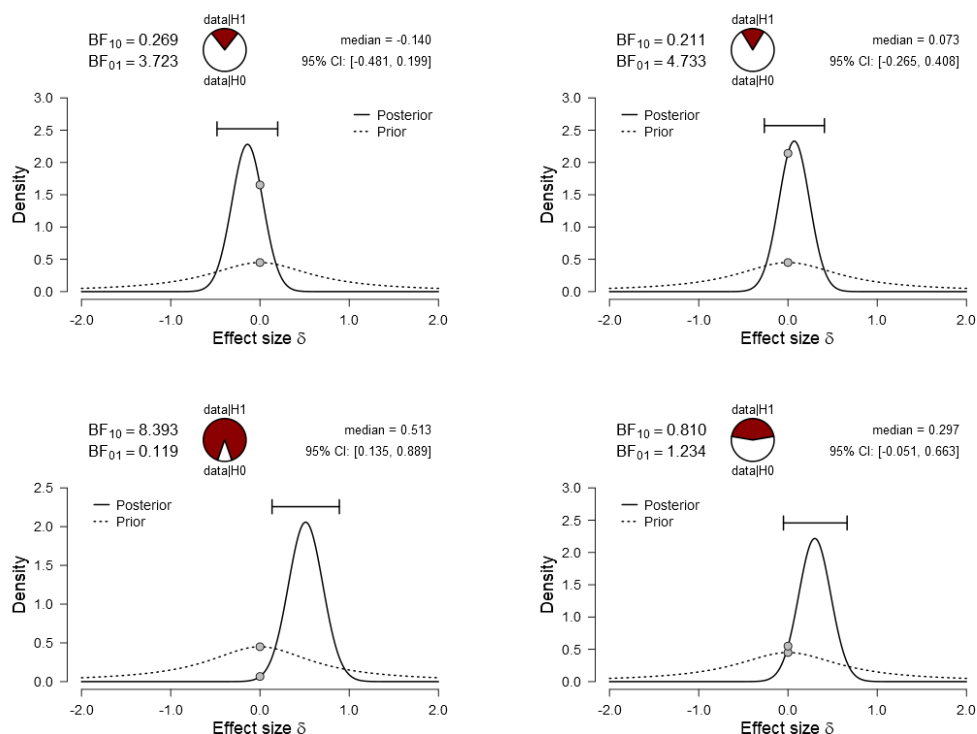 data|H1
BF10 = 0.269
BF01 = 3.723
median = -0.140
95% CI: [-0.481, 0.199]
data|H0
Posterior
Prior
3.0
2.5
2.0
1.5
1.0
0.5
0.0
Density
-2.0 -1.0 0.0 1.0 2.0
Effect size δ
data|H1
BF10 = 0.211
BF01 = 4.733
median = 0.073
95% CI: [-0.265, 0.408]
data|H0
Posterior
Prior
3.0
2.5
2.0
1.5
1.0
0.5
0.0
Density
-2.0 -1.0 0.0 1.0 2.0
Effect size δ
data|H1
BF10 = 8.393
BF01 = 0.119
median = 0.513
95% CI: [0.135, 0.889]
data|H0
Posterior
Prior
2.5
2.0
1.5
1.0
0.5
0.0
Density
-2.0 -1.0 0.0 1.0 2.0
Effect size δ
data|H1
BF10 = 0.810
BF01 = 1.234
median = 0.297
95% CI: [-0.051, 0.663]
data|H0
Posterior
Prior
3.0
2.5
2.0
1.5
1.0
0.5
0.0
Density
-2.0 -1.0 0.0 1.0 2.0
Effect size δ